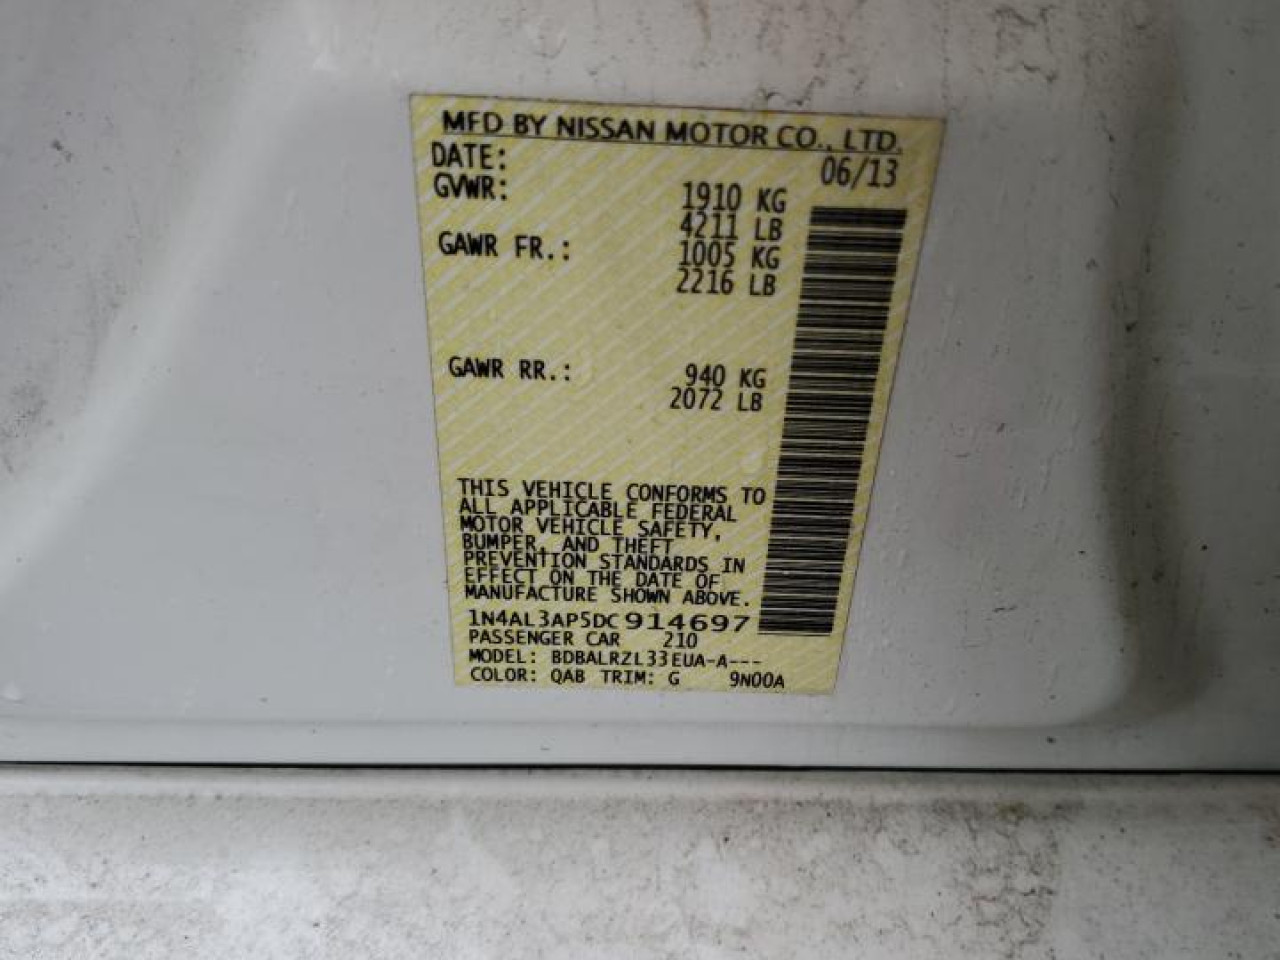 MFD BY NISSAN MOTOR CO., LTD.
DATE: 06/13
GVWR: 1910 KG
4211 LB
GAWR FR.: 1005 KG
2216 LB
GAWR RR.: 940 KG
2072 LB
THIS VEHICLE CONFORMS TO
ALL APPLICABLE FEDERAL
MOTOR VEHICLE SAFETY,
BUMPER, AND THEFT
PREVENTION STANDARDS IN
EFFECT ON THE DATE OF
MANUFACTURE SHOWN ABOVE.
1N4AL3AP5DC914697
PASSENGER CAR 210
MODEL: BDBALRZL33EUA-A---
COLOR: QAB TRIM: G 9N00A